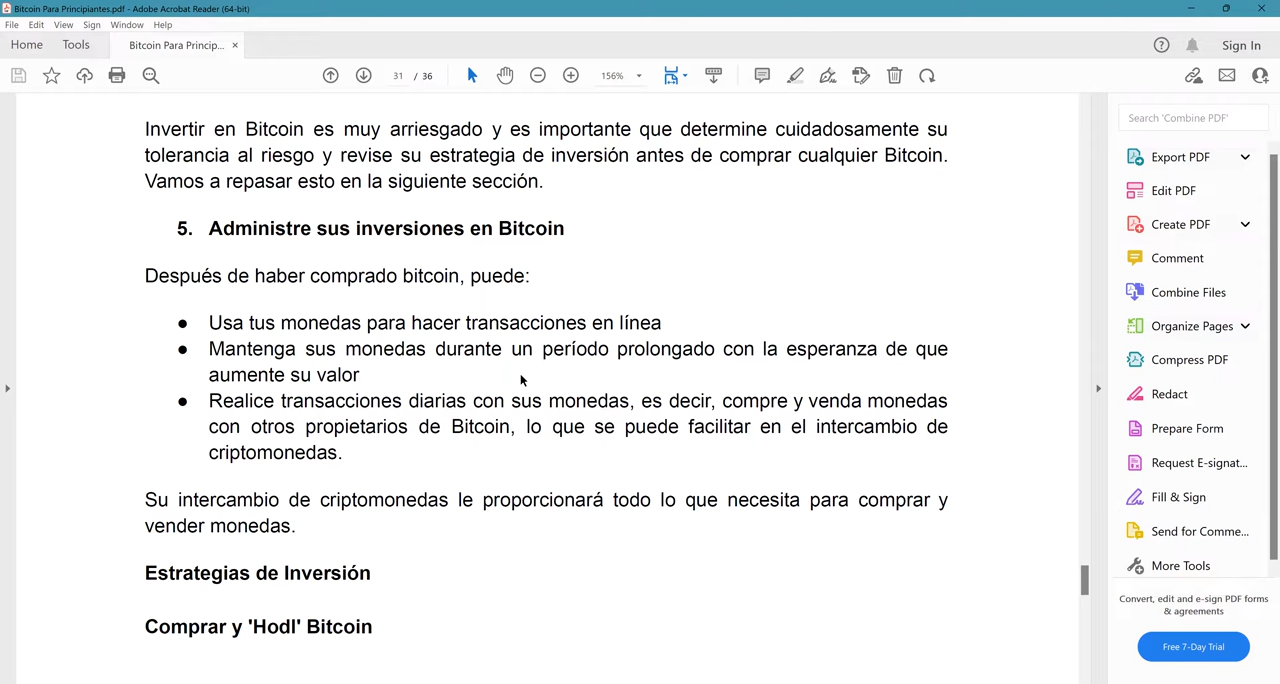 Bitcoin Para Principiantes.pdf - Adobe Acrobat Reader (64-bit)
File Edit View Sign Window Help
Home Tools Bitcoin Para Princip... × Sign In
31 / 36 156%
Invertir en Bitcoin es muy arriesgado y es importante que determine cuidadosamente su
tolerancia al riesgo y revise su estrategia de inversión antes de comprar cualquier Bitcoin.
Vamos a repasar esto en la siguiente sección.
5. Administre sus inversiones en Bitcoin
Después de haber comprado bitcoin, puede:
● Usa tus monedas para hacer transacciones en línea
● Mantenga sus monedas durante un período prolongado con la esperanza de que
aumente su valor
● Realice transacciones diarias con sus monedas, es decir, compre y venda monedas
con otros propietarios de Bitcoin, lo que se puede facilitar en el intercambio de
criptomonedas.
Su intercambio de criptomonedas le proporcionará todo lo que necesita para comprar y
vender monedas.
Estrategias de Inversión
Comprar y 'Hodl' Bitcoin
Search 'Combine PDF'
Export PDF
Edit PDF
Create PDF
Comment
Combine Files
Organize Pages
Compress PDF
Redact
Prepare Form
Request E-signat...
Fill & Sign
Send for Comme...
More Tools
Convert, edit and e-sign PDF forms
& agreements
Free 7-Day Trial